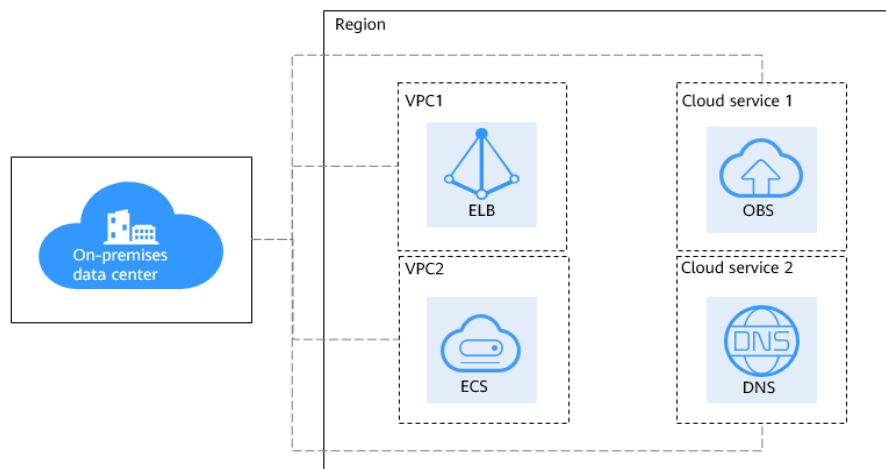 Region
VPC1
ELB
Cloud service 1
OBS
On-premises
data center
VPC2
ECS
Cloud service 2
DNS
DNS